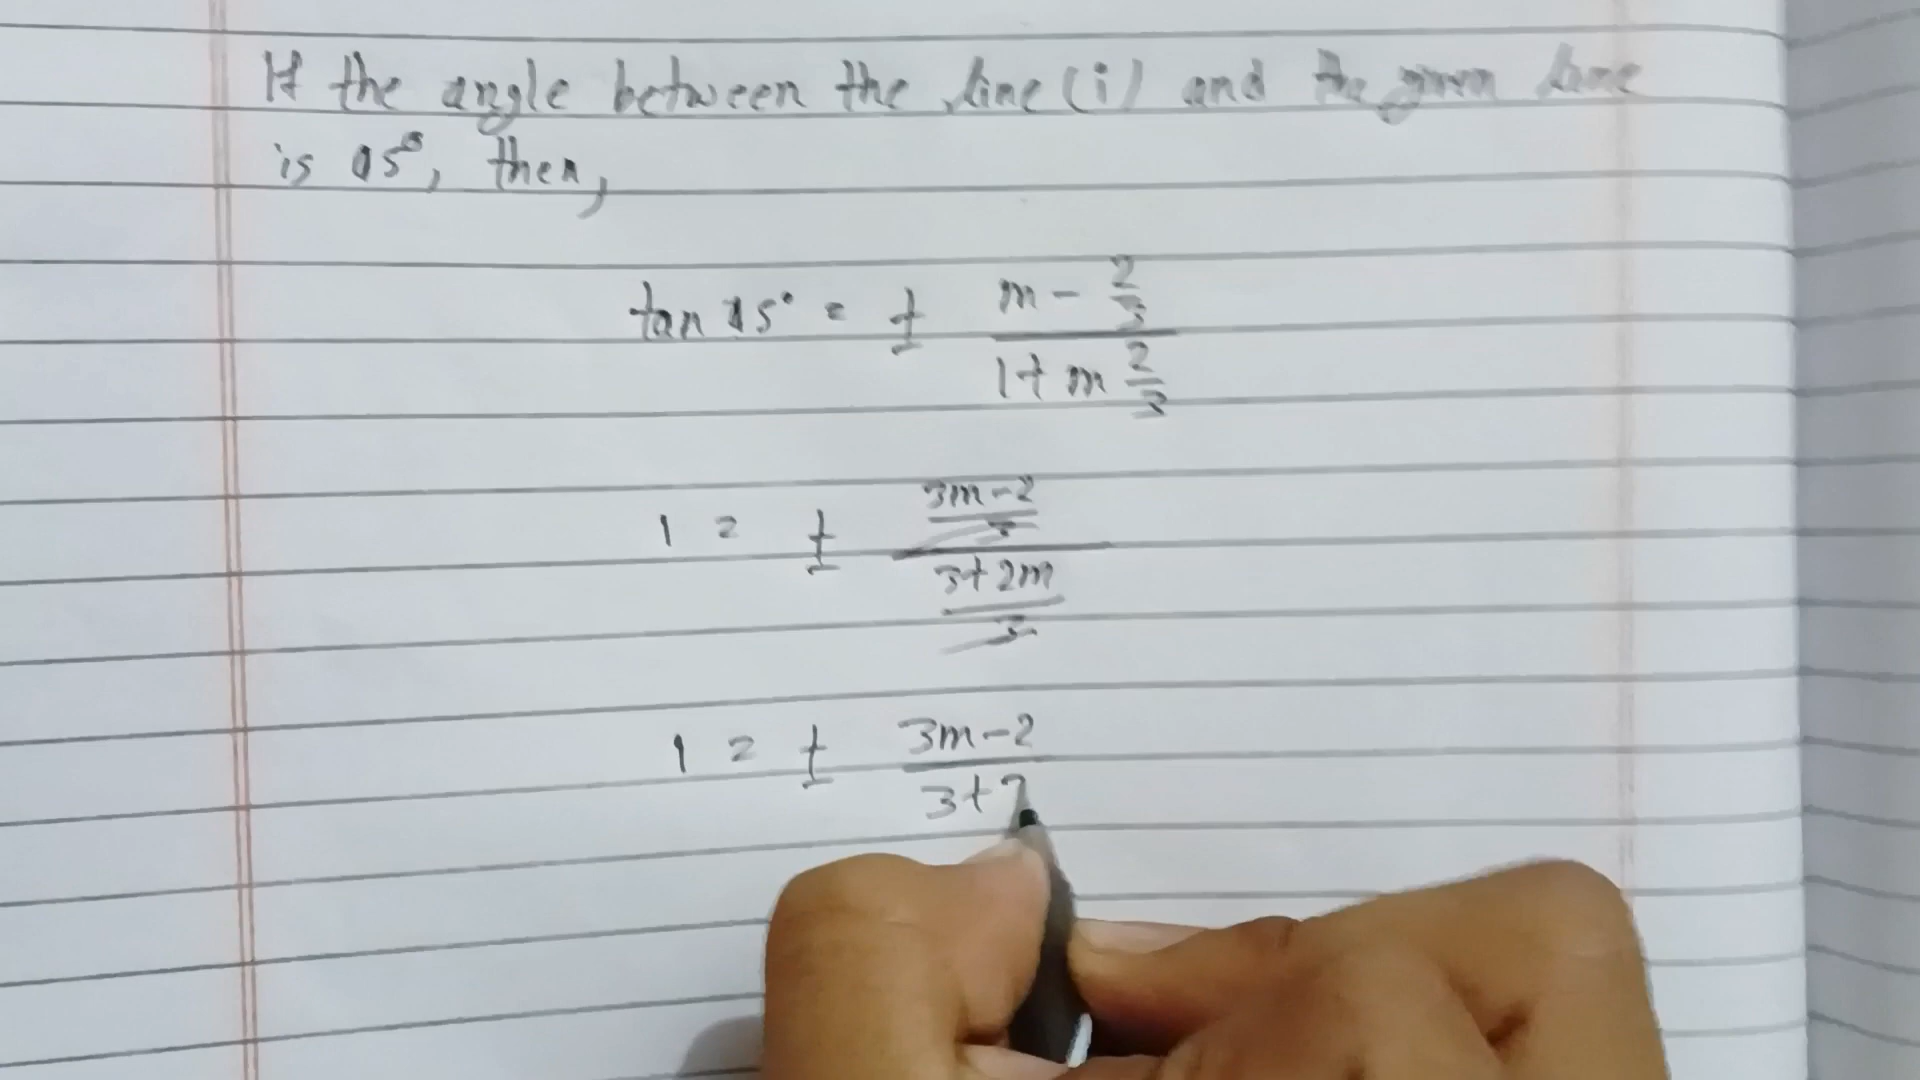 If the angle between the line (i) and the given line
is 45°, then,
tan 45° = ± (m - 2/3) / (1 + m 2/3)
1 = ± ((3m-2)/3) / ((3+2m)/3)
1 = ± (3m-2) / (3+2